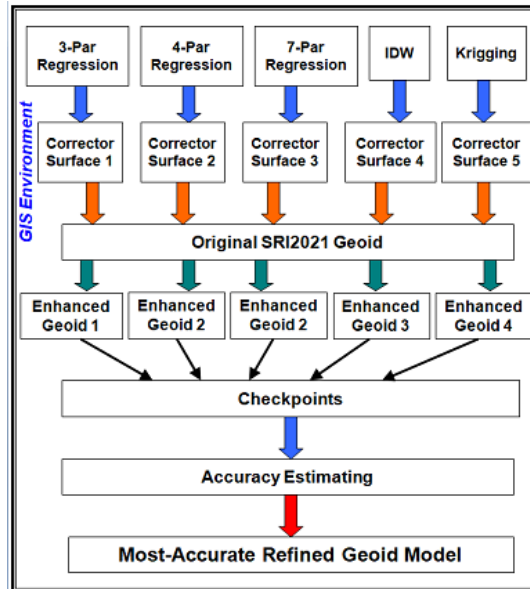 3-Par
Regression
4-Par
Regression
7-Par
Regression
IDW
Krigging
GIS Environment
Corrector
Surface 1
Corrector
Surface 2
Corrector
Surface 3
Corrector
Surface 4
Corrector
Surface 5
Original SRI2021 Geoid
Enhanced
Geoid 1
Enhanced
Geoid 2
Enhanced
Geoid 2
Enhanced
Geoid 3
Enhanced
Geoid 4
Checkpoints
Accuracy Estimating
Most-Accurate Refined Geoid Model